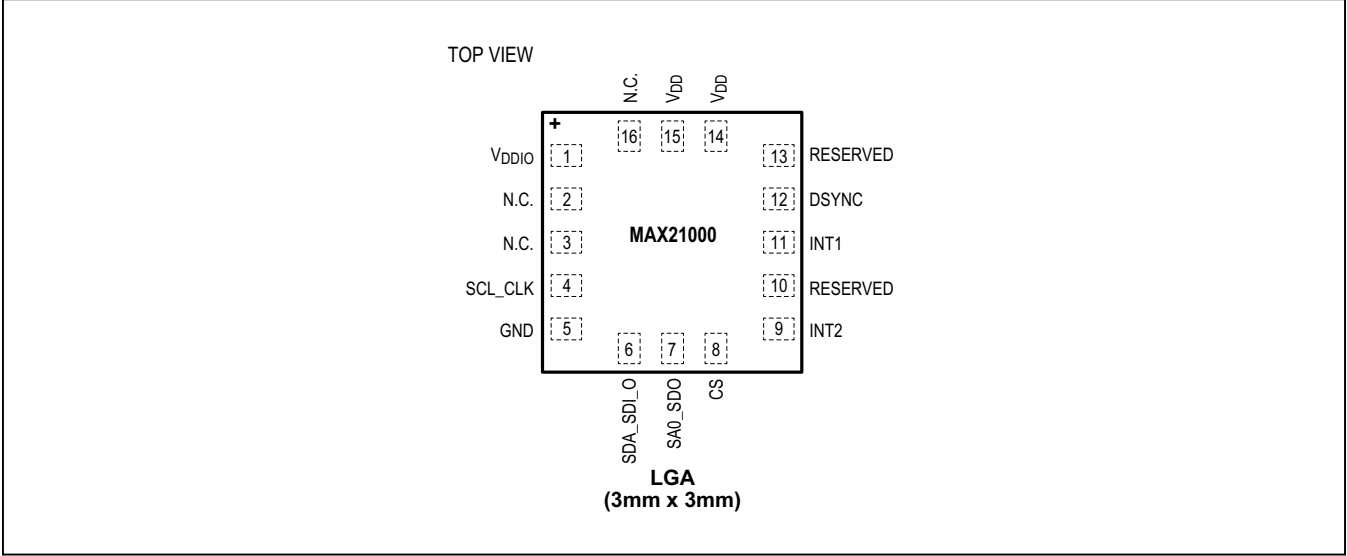 TOP VIEW
N.C.
VDD
VDD
+
16
15
14
VDDIO
1
13
RESERVED
N.C.
2
12
DSYNC
N.C.
3
MAX21000
11
INT1
SCL_CLK
4
10
RESERVED
GND
5
9
INT2
6
7
8
SDA_SDI_O
SA0_SDO
CS
LGA
(3mm x 3mm)